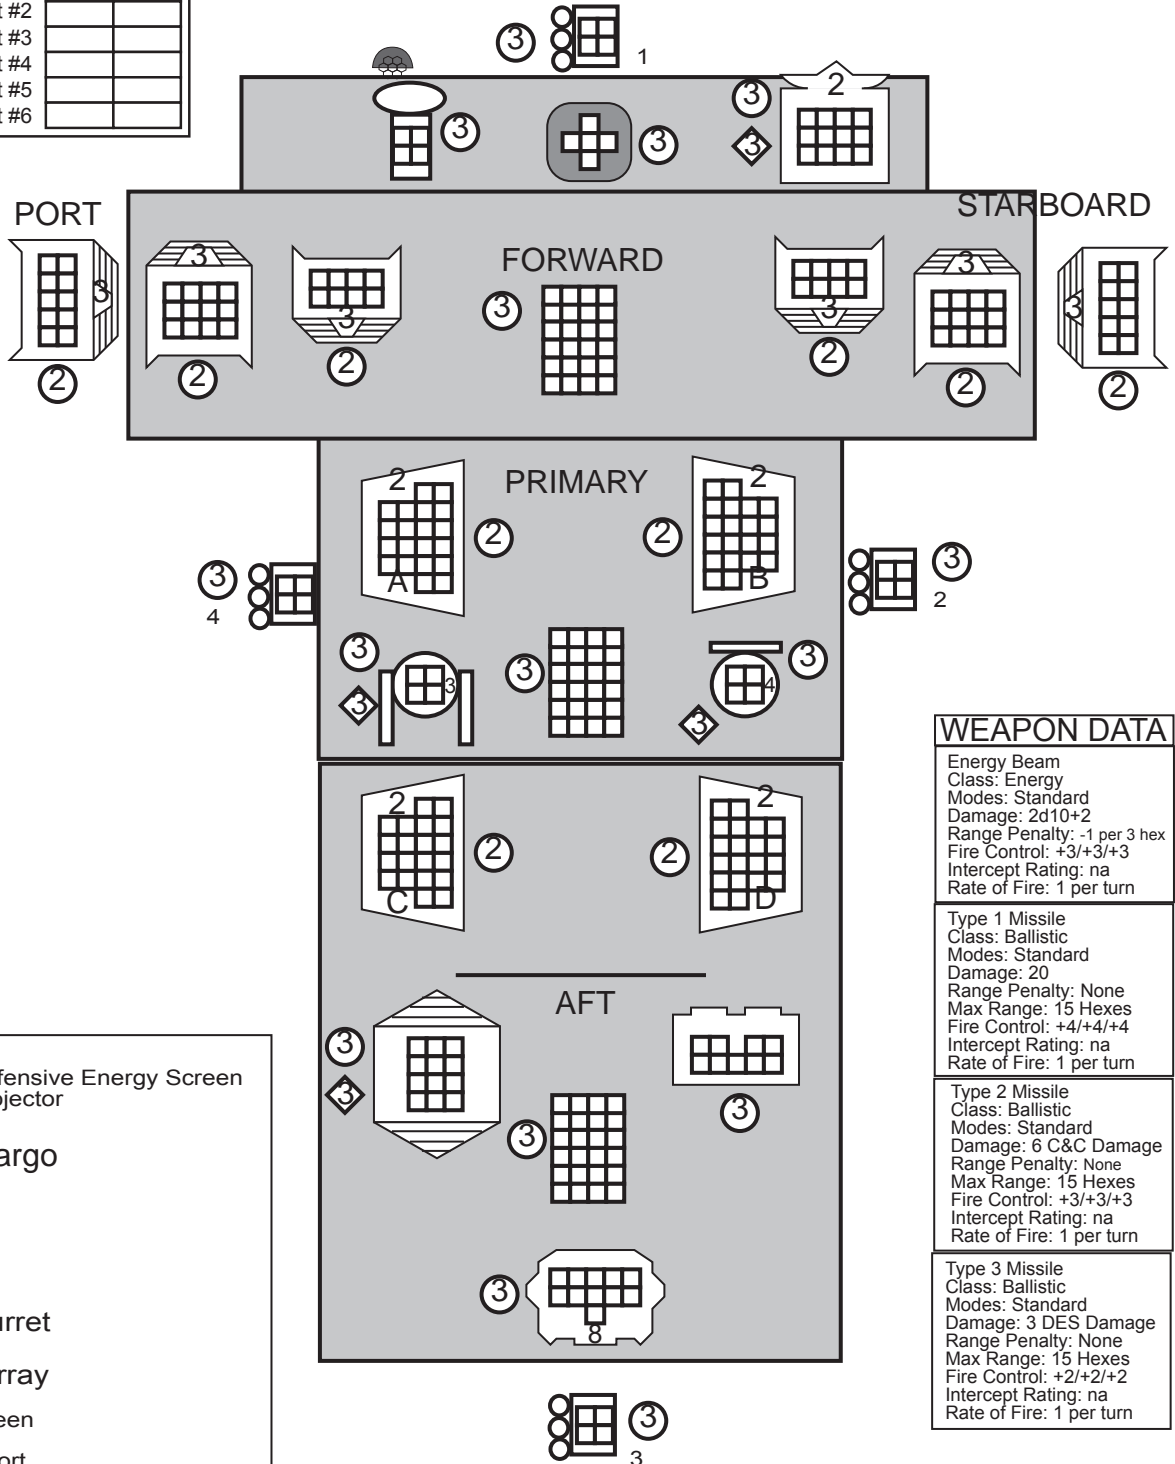 #2
#3
#4
#5
#6
3
1
3
3
3
3
2
PORT
STARBOARD
FORWARD
3
2
3
2
3
2
3
3
2
3
2
3
2
PRIMARY
2
A
2
2
B
2
3
4
3
2
3
3
3
3
4
3
3
2
C
2
2
D
2
AFT
3
3
3
3
3
8
3
3
WEAPON DATA
Energy Beam
Class: Energy
Modes: Standard
Damage: 2d10+2
Range Penalty: -1 per 3 hex
Fire Control: +3/+3/+3
Intercept Rating: na
Rate of Fire: 1 per turn
Type 1 Missile
Class: Ballistic
Modes: Standard
Damage: 20
Range Penalty: None
Max Range: 15 Hexes
Fire Control: +4/+4/+4
Intercept Rating: na
Rate of Fire: 1 per turn
Type 2 Missile
Class: Ballistic
Modes: Standard
Damage: 6 C&C Damage
Range Penalty: None
Max Range: 15 Hexes
Fire Control: +3/+3/+3
Intercept Rating: na
Rate of Fire: 1 per turn
Type 3 Missile
Class: Ballistic
Modes: Standard
Damage: 3 DES Damage
Range Penalty: None
Max Range: 15 Hexes
Fire Control: +2/+2/+2
Intercept Rating: na
Rate of Fire: 1 per turn
fensive Energy Screen
ojector
argo
urret
rray
een
ort